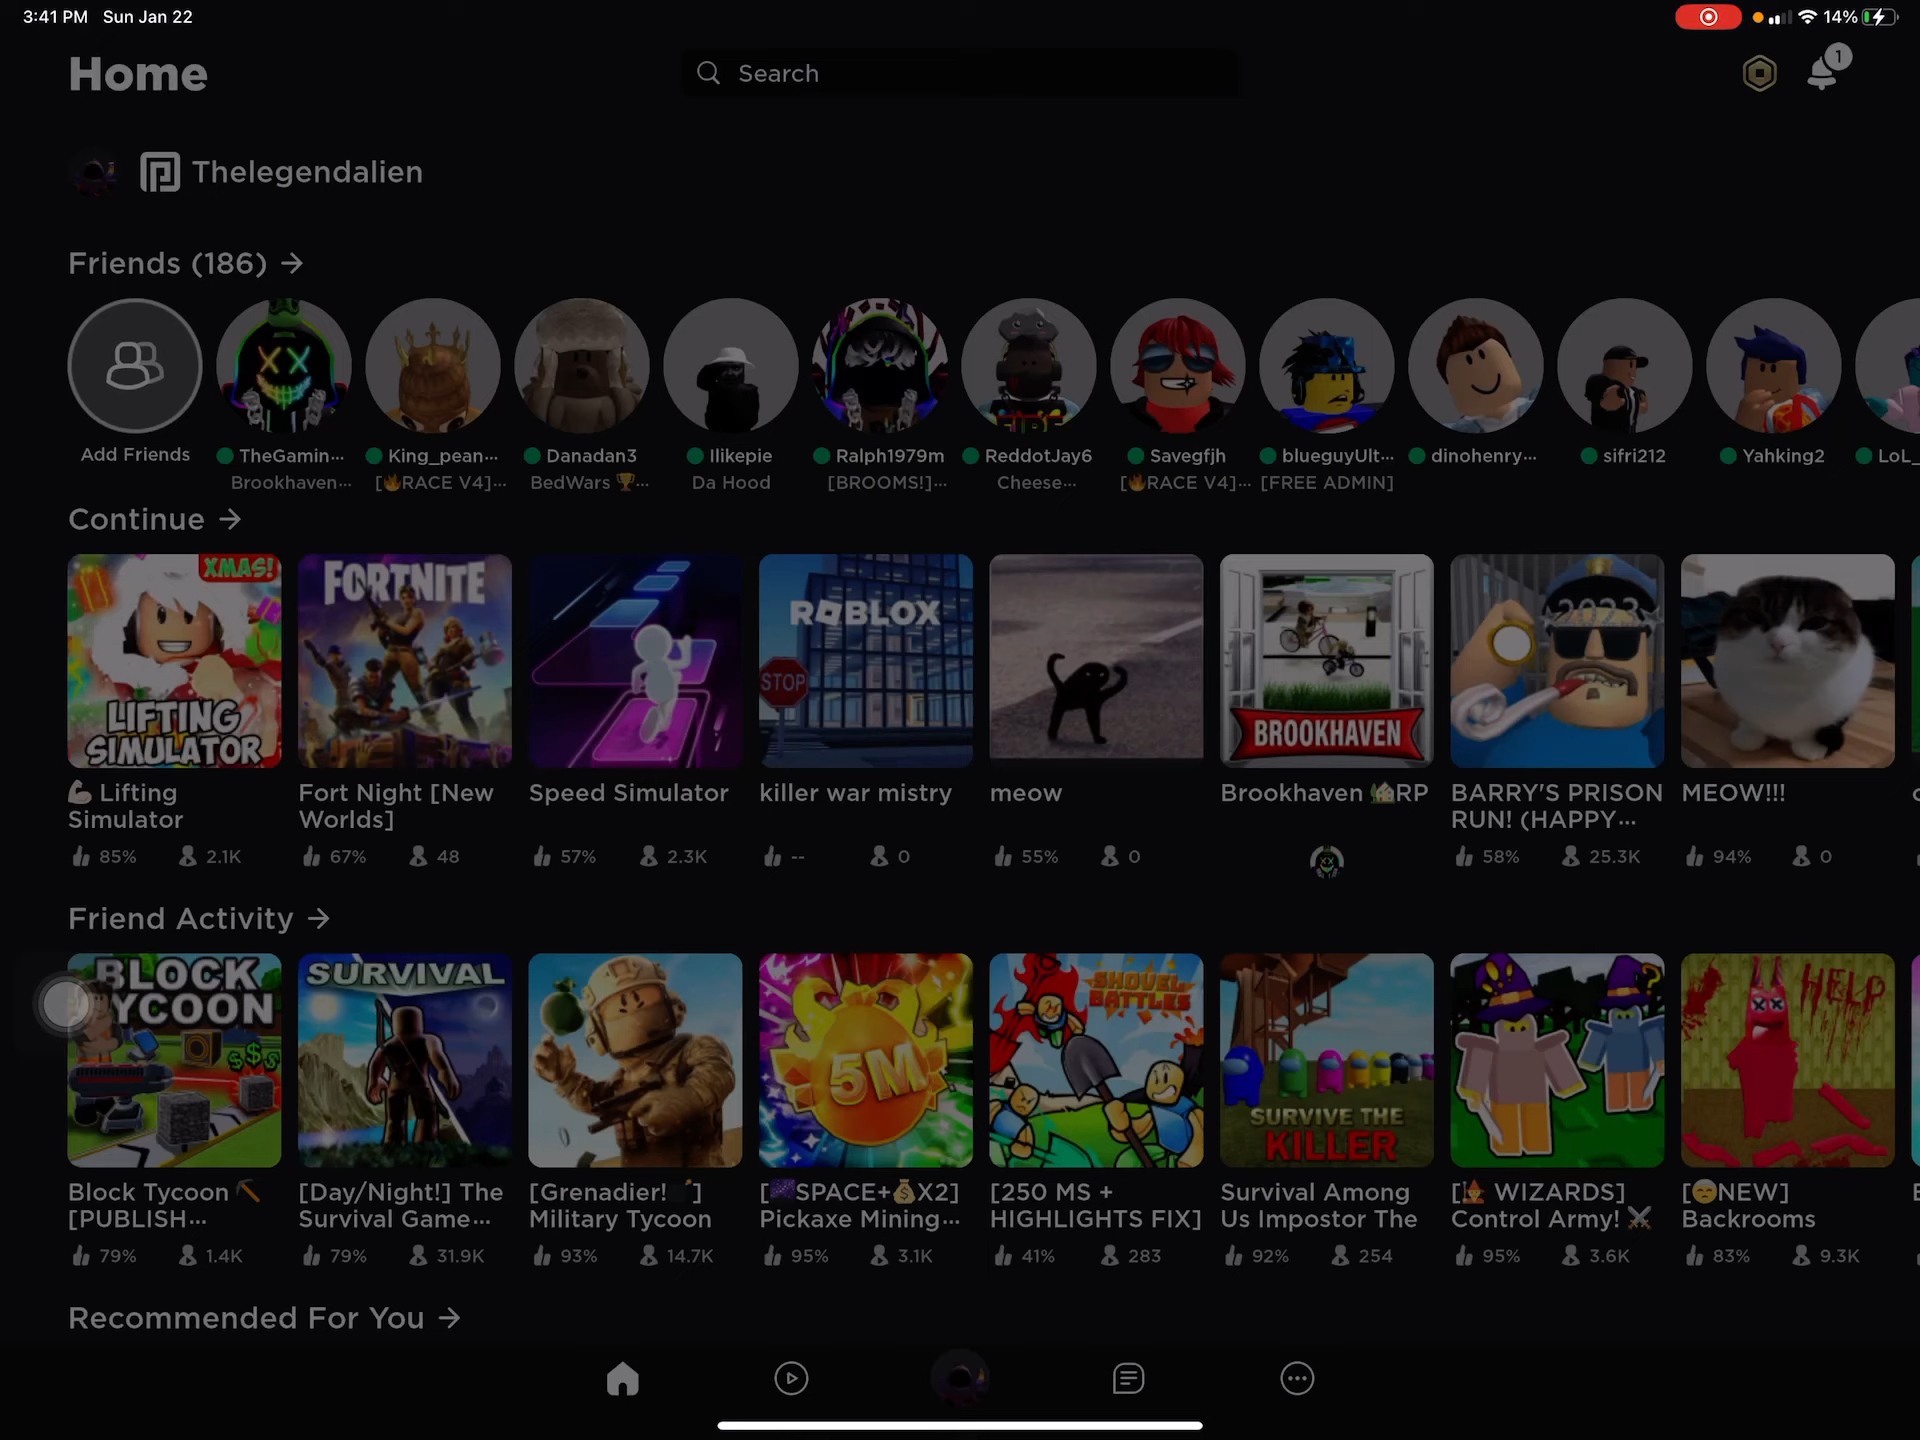 3:41 PM Sun Jan 22
14%
Home
Search
1
Thelegendalien
Friends (186) →
Add Friends
TheGamin...
Brookhaven...
King_pean...
[🔥RACE V4]...
Danadan3
BedWars 🏆...
Ilikepie
Da Hood
Ralph1979m
[BROOMS!]...
ReddotJay6
Cheese...
Savegfjh
[🔥RACE V4]...
blueguyUlt...
[FREE ADMIN]
dinohenry...
sifri212
Yahking2
LoL_
Continue →
XMAS!
LIFTING
SIMULATOR
FORTNITE
ROBLOX
STOP
BROOKHAVEN
2023
💪 Lifting
Simulator
85% 2.1K
Fort Night [New
Worlds]
67% 48
Speed Simulator
57% 2.3K
killer war mistry
-- 0
meow
55% 0
Brookhaven 🏡RP
BARRY'S PRISON
RUN! (HAPPY...
58% 25.3K
MEOW!!!
94% 0
Friend Activity →
BLOCK
TYCOON
$$$
SURVIVAL
5M
SHOVEL
BATTLES
SURVIVE THE
KILLER
?
HELP
Block Tycoon ⛏
[PUBLISH...
79% 1.4K
[Day/Night!] The
Survival Game...
79% 31.9K
[Grenadier!💣]
Military Tycoon
93% 14.7K
[🌌SPACE+💰X2]
Pickaxe Mining...
95% 3.1K
[250 MS +
HIGHLIGHTS FIX]
41% 283
Survival Among
Us Impostor The
92% 254
[🧙 WIZARDS]
Control Army! ⚔
95% 3.6K
[😔NEW]
Backrooms
83% 9.3K
Recommended For You →